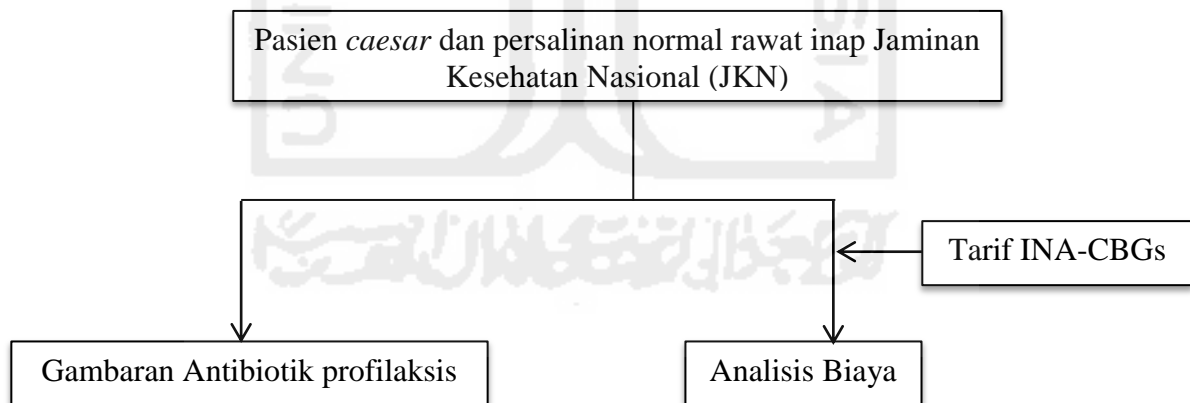 Pasien caesar dan persalinan normal rawat inap Jaminan
Kesehatan Nasional (JKN)
Tarif INA-CBGs
Gambaran Antibiotik profilaksis
Analisis Biaya